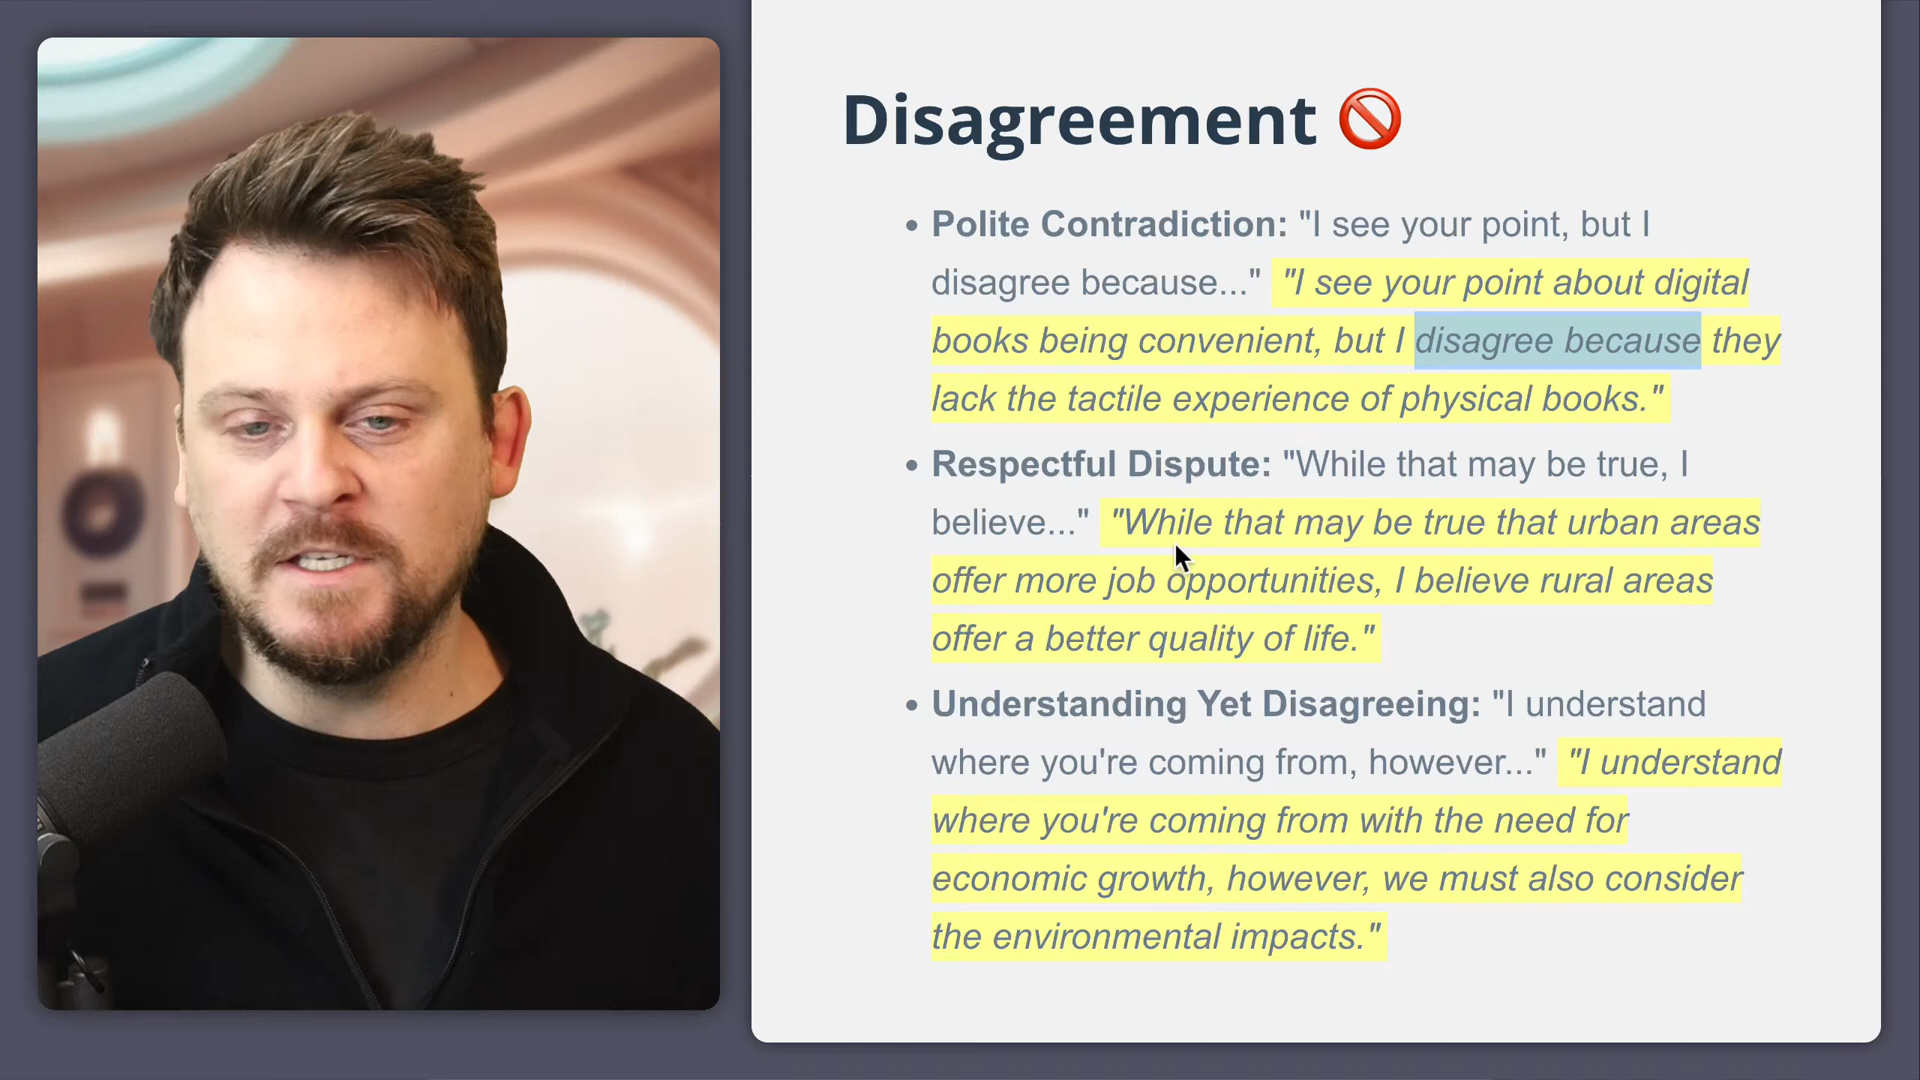 Disagreement 🚫
• Polite Contradiction: "I see your point, but I
disagree because..." "I see your point about digital
books being convenient, but I disagree because they
lack the tactile experience of physical books."
• Respectful Dispute: "While that may be true, I
believe..." "While that may be true that urban areas
offer more job opportunities, I believe rural areas
offer a better quality of life."
• Understanding Yet Disagreeing: "I understand
where you're coming from, however..." "I understand
where you're coming from with the need for
economic growth, however, we must also consider
the environmental impacts."